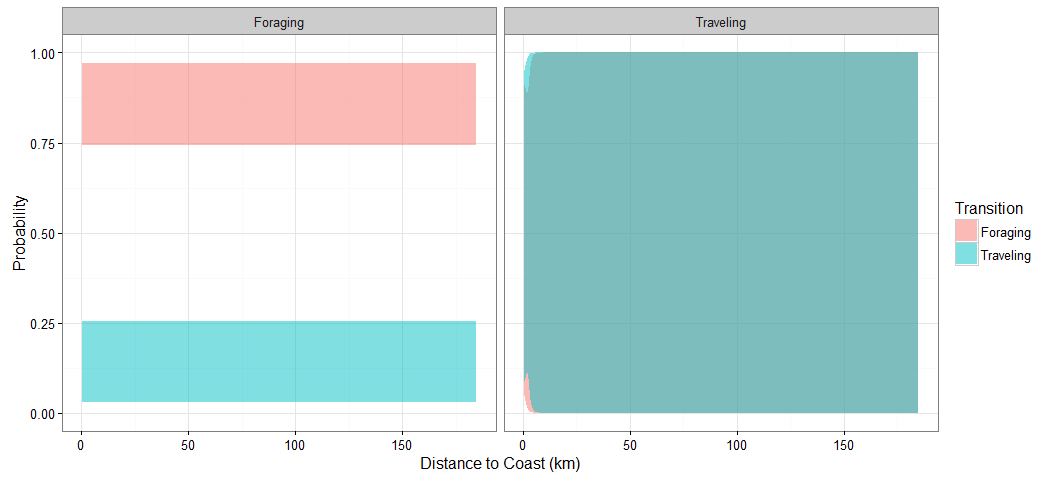 Foraging
Traveling
1.00
0.75
0.50
0.25
0.00
Probability
0
50
100
150
0
50
100
150
Distance to Coast (km)
Transition
Foraging
Traveling